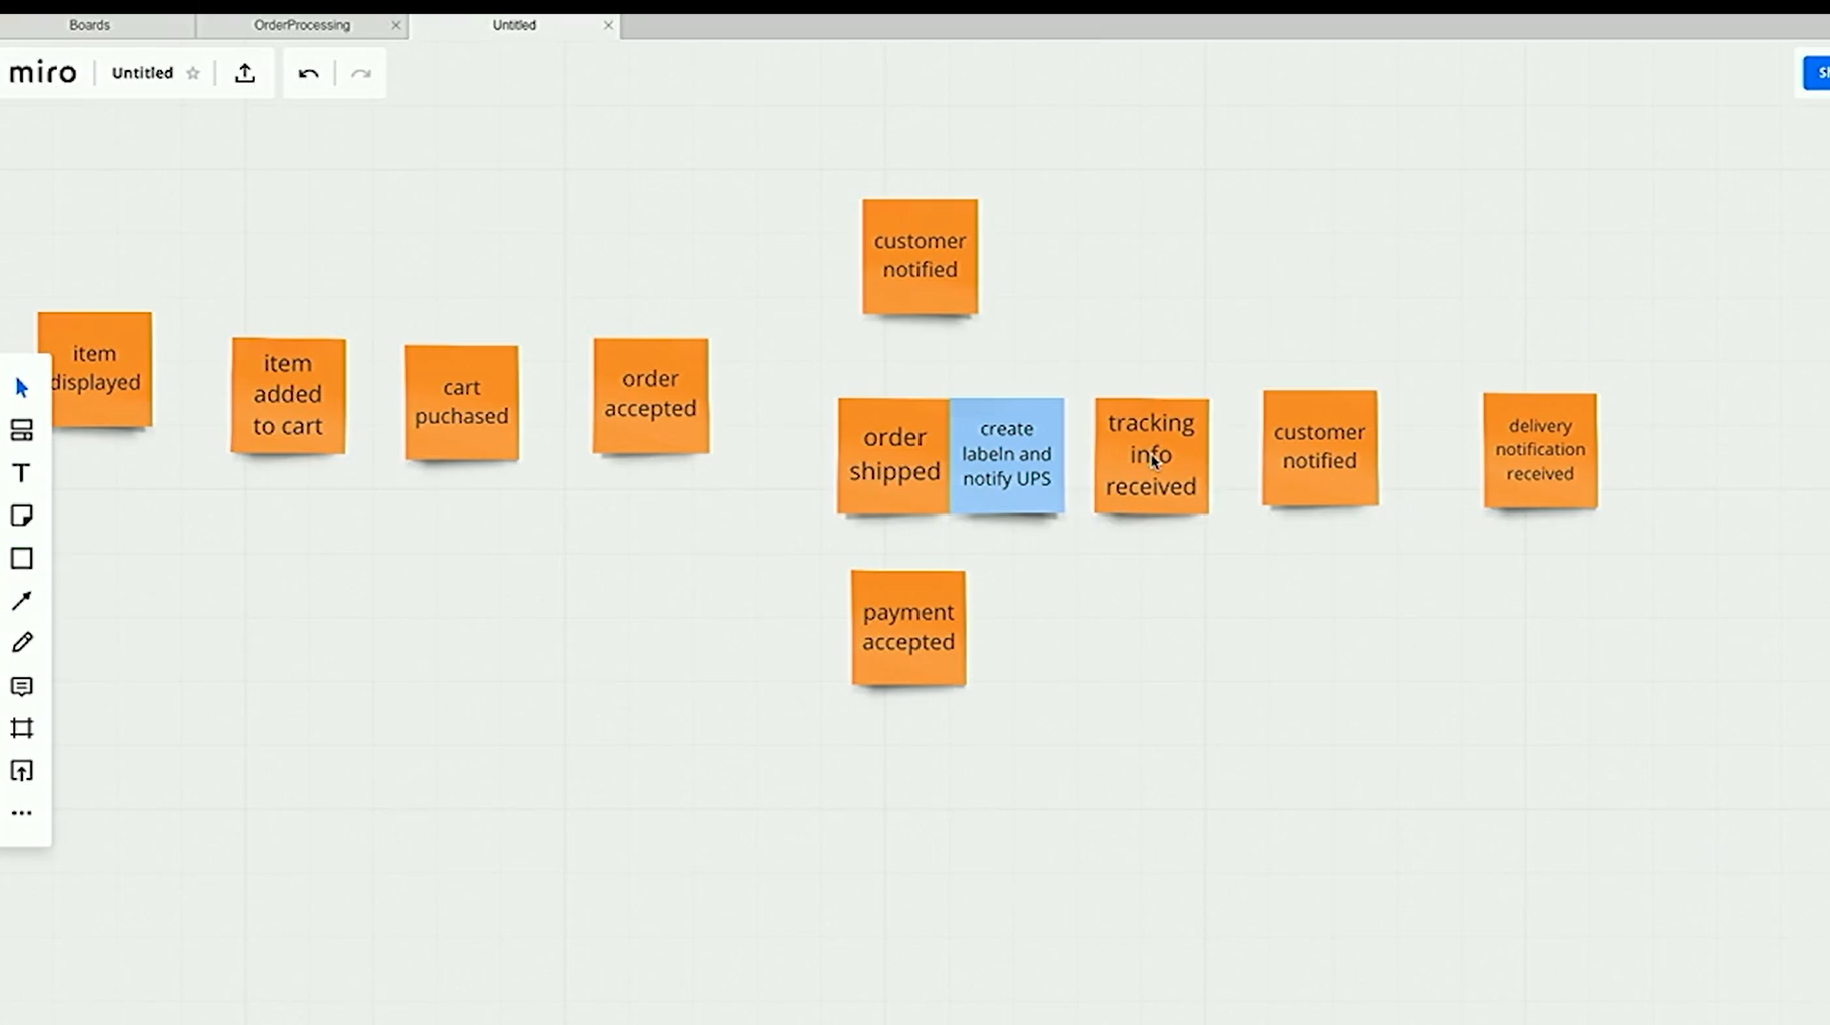 Boards
OrderProcessing
Untitled
miro
Untitled
customer
notified
item
displayed
item
added
to cart
cart
puchased
order
accepted
order
shipped
create
labeln and
notify UPS
tracking
info
received
customer
notified
delivery
notification
received
payment
accepted
T